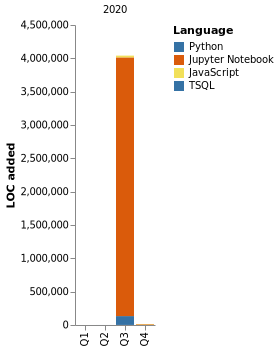 2020
Language
Python
Jupyter Notebook
JavaScript
TSQL
LOC added
4,500,000
4,000,000
3,500,000
3,000,000
2,500,000
2,000,000
1,500,000
1,000,000
500,000
0
Q1
Q2
Q3
Q4